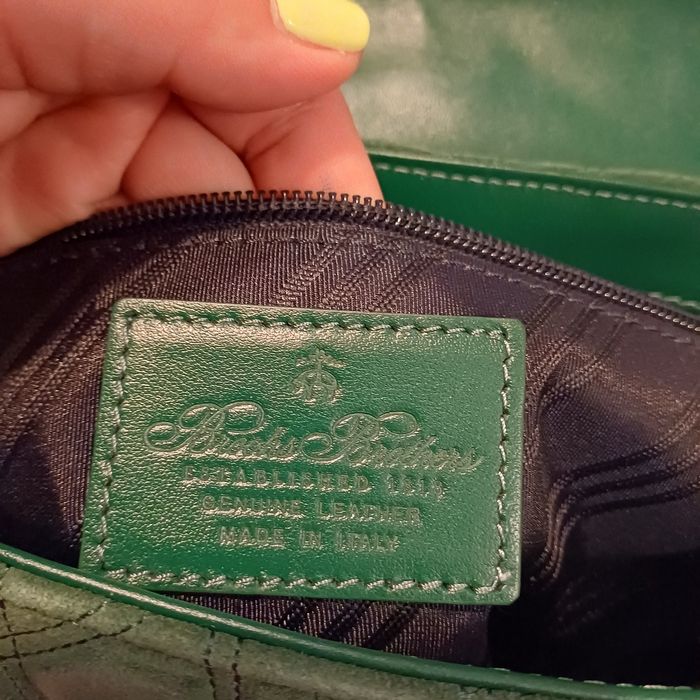 Brooks Brothers
ESTABLISHED 1818
GENUINE LEATHER
MADE IN ITALY